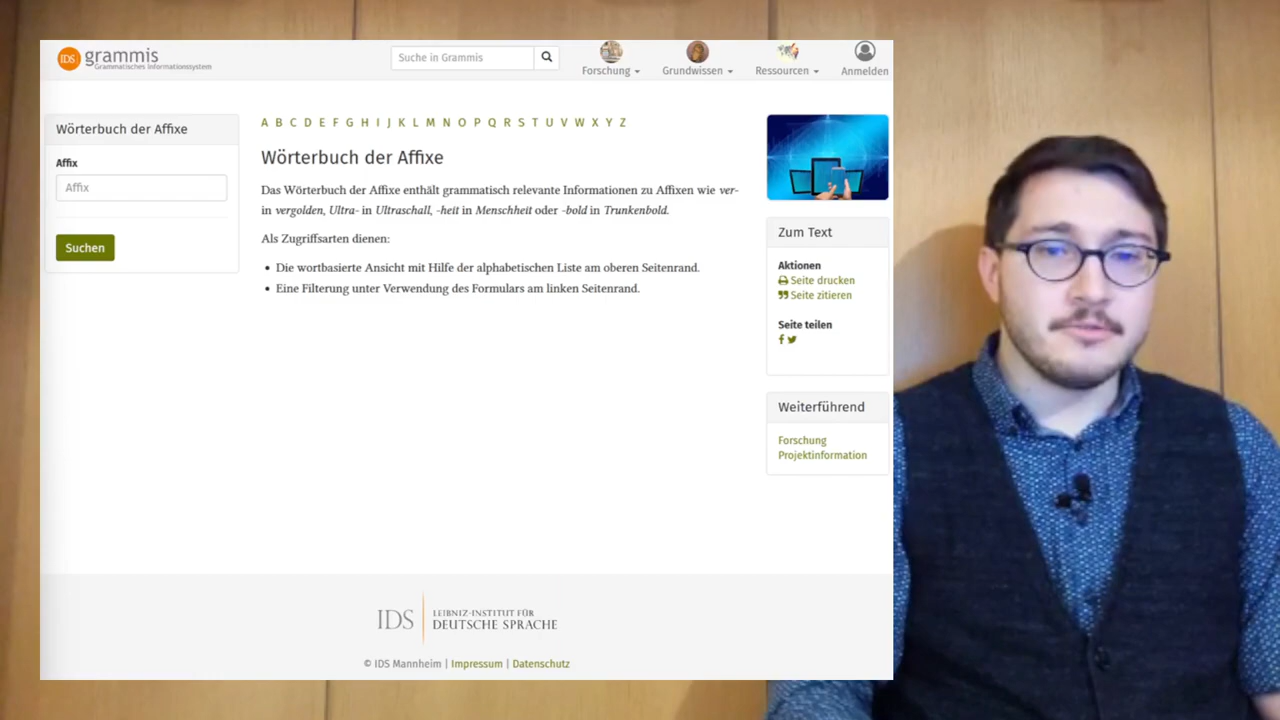 IDS grammis
Grammatisches Informationssystem
Suche in Grammis
Forschung
Grundwissen
Ressourcen
Anmelden
Wörterbuch der Affixe
Affix
Affix
Suchen
A B C D E F G H I J K L M N O P Q R S T U V W X Y Z
Wörterbuch der Affixe
Das Wörterbuch der Affixe enthält grammatisch relevante Informationen zu Affixen wie ver-
in vergolden, Ultra- in Ultraschall, -heit in Menschheit oder -bold in Trunkenbold.
Als Zugriffsarten dienen:
• Die wortbasierte Ansicht mit Hilfe der alphabetischen Liste am oberen Seitenrand.
• Eine Filterung unter Verwendung des Formulars am linken Seitenrand.
Zum Text
Aktionen
Seite drucken
Seite zitieren
Seite teilen
Weiterführend
Forschung
Projektinformation
IDS
LEIBNIZ-INSTITUT FÜR
DEUTSCHE SPRACHE
© IDS Mannheim | Impressum | Datenschutz